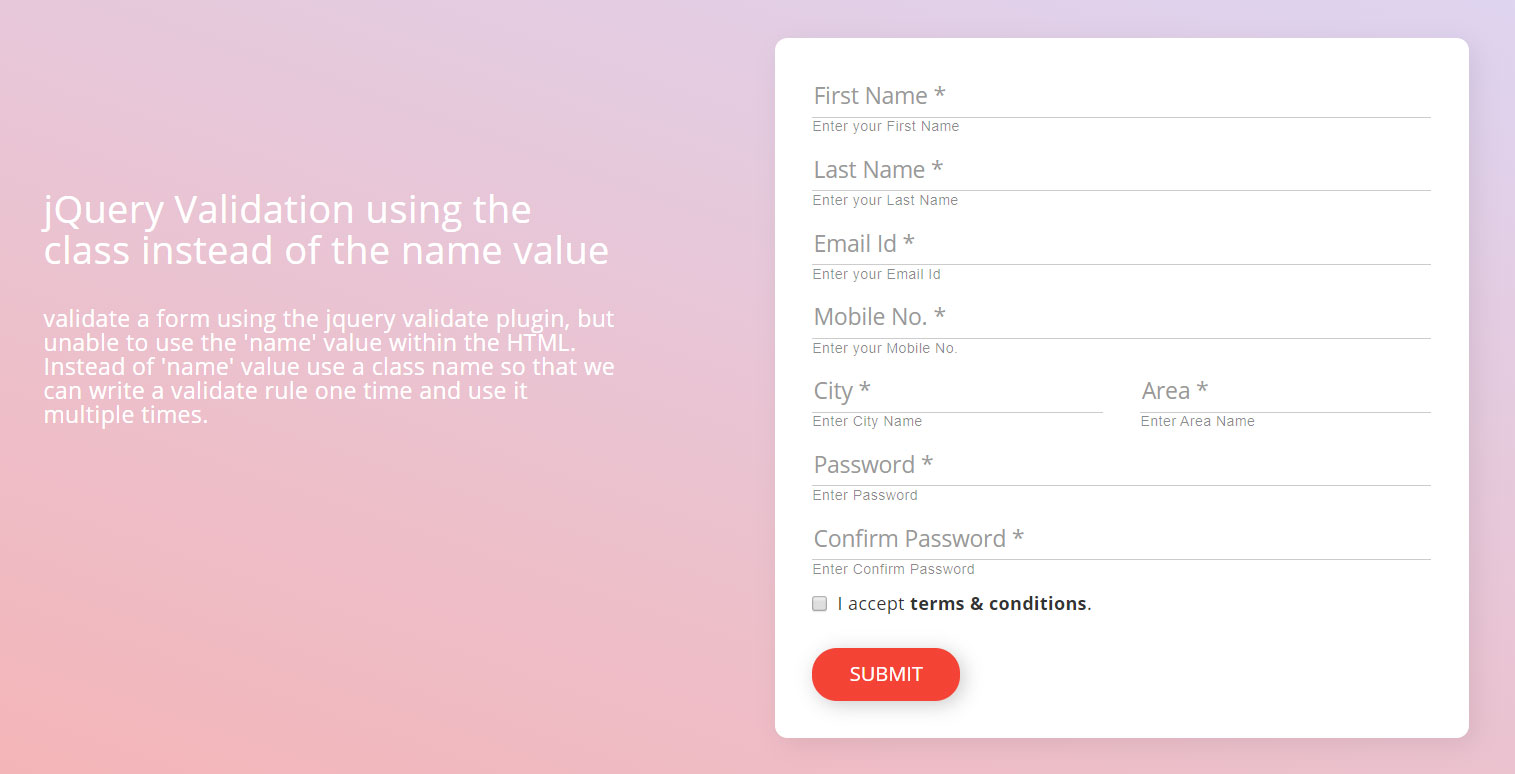 jQuery Validation using the
class instead of the name value
validate a form using the jquery validate plugin, but
unable to use the 'name' value within the HTML.
Instead of 'name' value use a class name so that we
can write a validate rule one time and use it
multiple times.
First Name *
Enter your First Name
Last Name *
Enter your Last Name
Email Id *
Enter your Email Id
Mobile No. *
Enter your Mobile No.
City *
Enter City Name
Area *
Enter Area Name
Password *
Enter Password
Confirm Password *
Enter Confirm Password
I accept terms & conditions.
SUBMIT